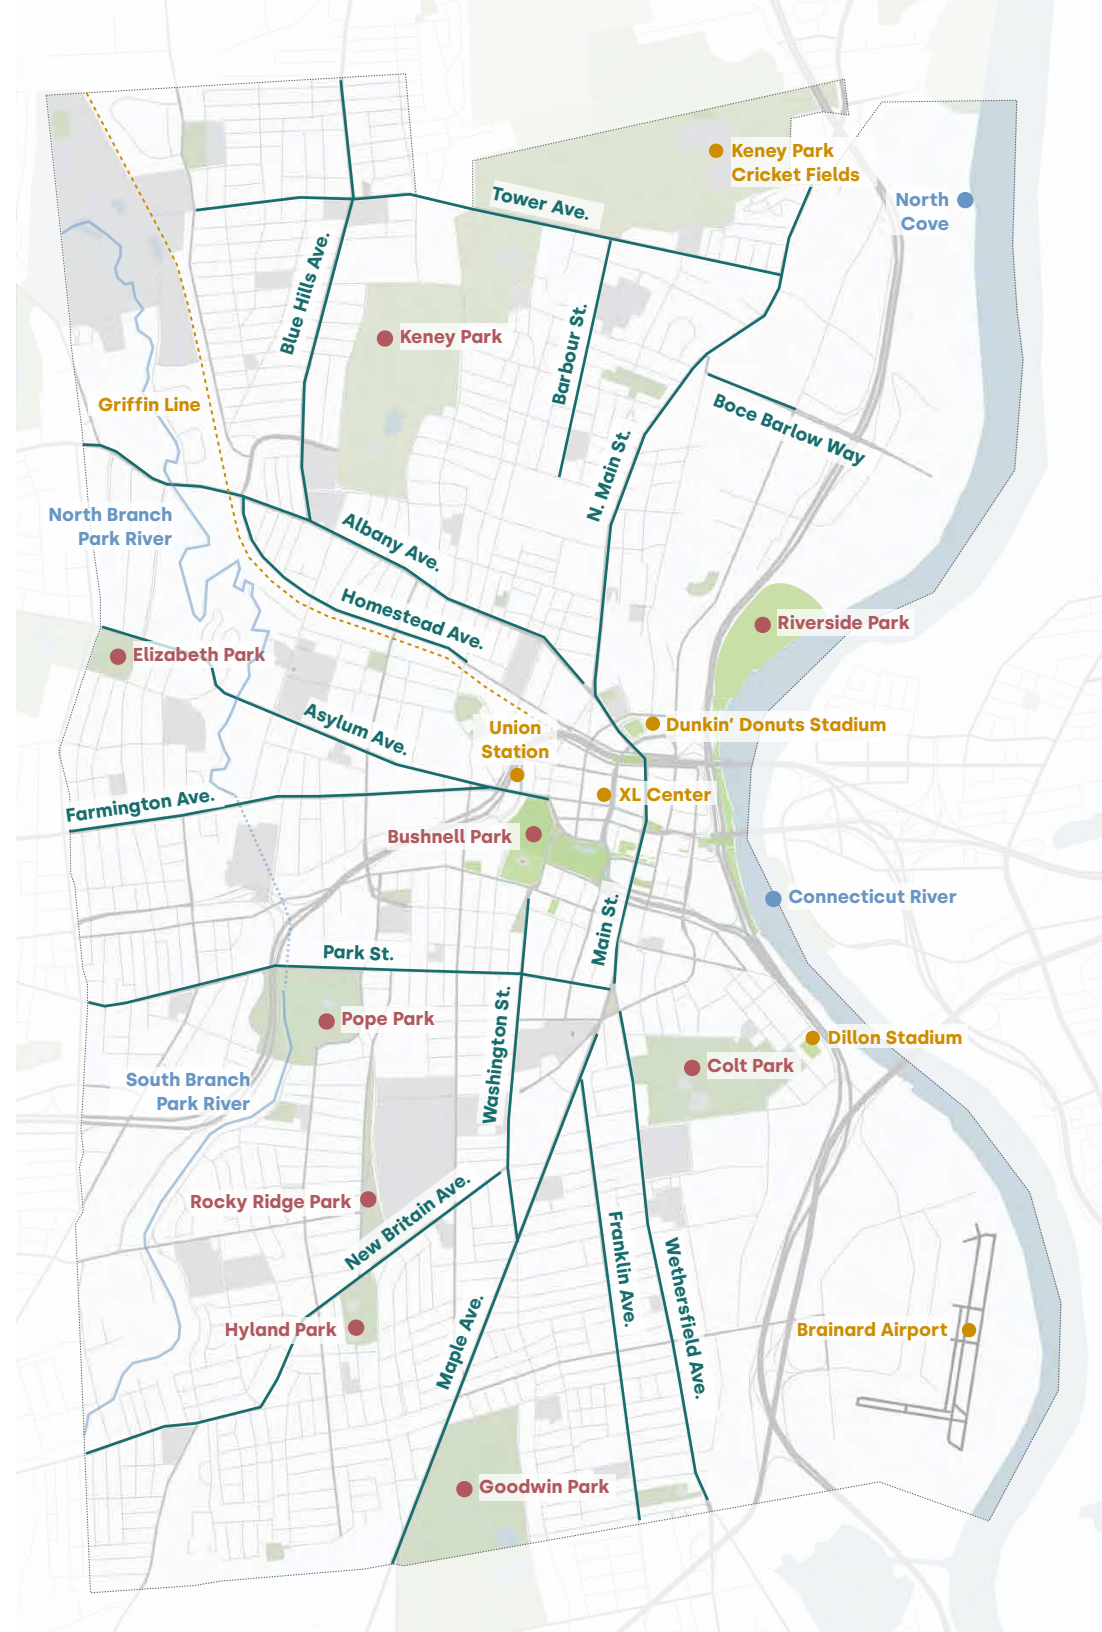 Keney Park
Cricket Fields
North
Cove
Tower Ave.
Blue Hills Ave.
Keney Park
Barbour St.
Griffin Line
Boce Barlow Way
N. Main St.
North Branch
Park River
Albany Ave.
Homestead Ave.
Riverside Park
Elizabeth Park
Asylum Ave.
Union
Station
Dunkin’ Donuts Stadium
Farmington Ave.
XL Center
Bushnell Park
Connecticut River
Main St.
Park St.
Washington St.
Pope Park
Dillon Stadium
Colt Park
South Branch
Park River
Rocky Ridge Park
New Britain Ave.
Franklin Ave.
Wethersfield Ave.
Hyland Park
Maple Ave.
Brainard Airport
Goodwin Park